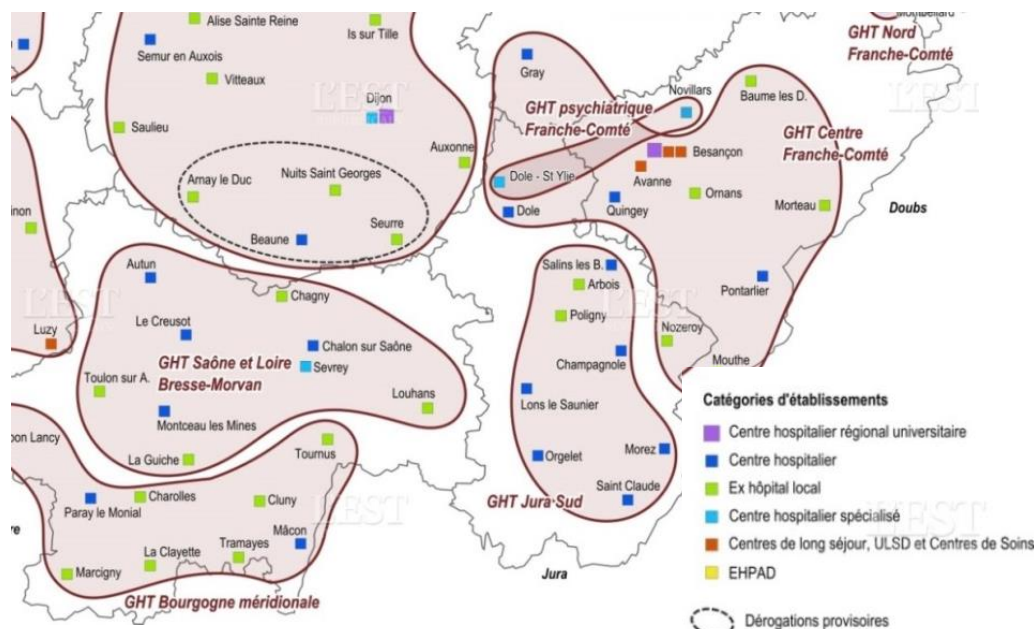 Alise Sainte Reine
Is sur Tille
Semur en Auxois
Vitteaux
Dijon
Saulieu
Auxonne
Arnay le Duc
Nuits Saint Georges
Seurre
Beaune
Gray
GHT psychiâtrique
Franche-Comté
Novillars
Baume les D.
GHT Nord
Franche-Comté
GHT Centre
Franche-Comté
Besançon
Avanne
Dole - St Ylie
Dole
Quingey
Ornans
Morteau
Doubs
Pontarlier
Nozeroy
Mouthe
Autun
Chagny
Le Creusot
Chalon sur Saône
Sevrey
GHT Saône et Loire
Bresse-Morvan
Luzy
Toulon sur A.
Louhans
Montceau les Mines
La Guiche
Salins les B.
Arbois
Poligny
Champagnole
Lons le Saunier
Orgelet
Morez
Saint Claude
GHT Jura Sud
Jura
Tournus
Charolles
Paray le Monial
Cluny
Mâcon
La Clayette
Tramayes
Marcigny
GHT Bourgogne méridionale
Catégories d'établissements
Centre hospitalier régional universitaire
Centre hospitalier
Ex hôpital local
Centre hospitalier spécialisé
Centres de long séjour, ULSD et Centres de Soins
EHPAD
Dérogations provisoires
L'EST
L'EST
L'EST
L'EST
L'EST